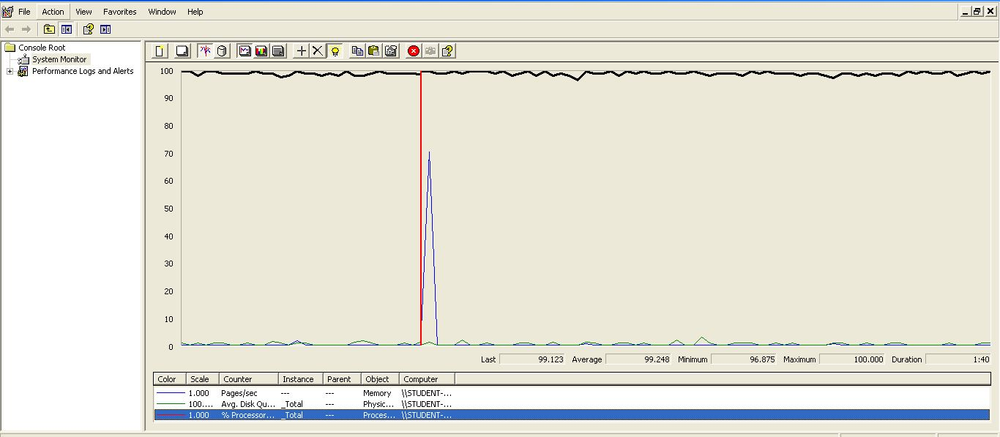 File Action View Favorites Window Help
Console Root
System Monitor
Performance Logs and Alerts
100
90
80
70
60
50
40
30
20
10
0
Last 99.123 Average 99.248 Minimum 96.875 Maximum 100.000 Duration 1:40
Color Scale Counter Instance Parent Object Computer
1.000 Pages/sec --- --- Memory \\STUDENT-...
100.... Avg. Disk Qu... _Total --- Physic... \\STUDENT-...
1.000 % Processor... _Total --- Proces... \\STUDENT-...